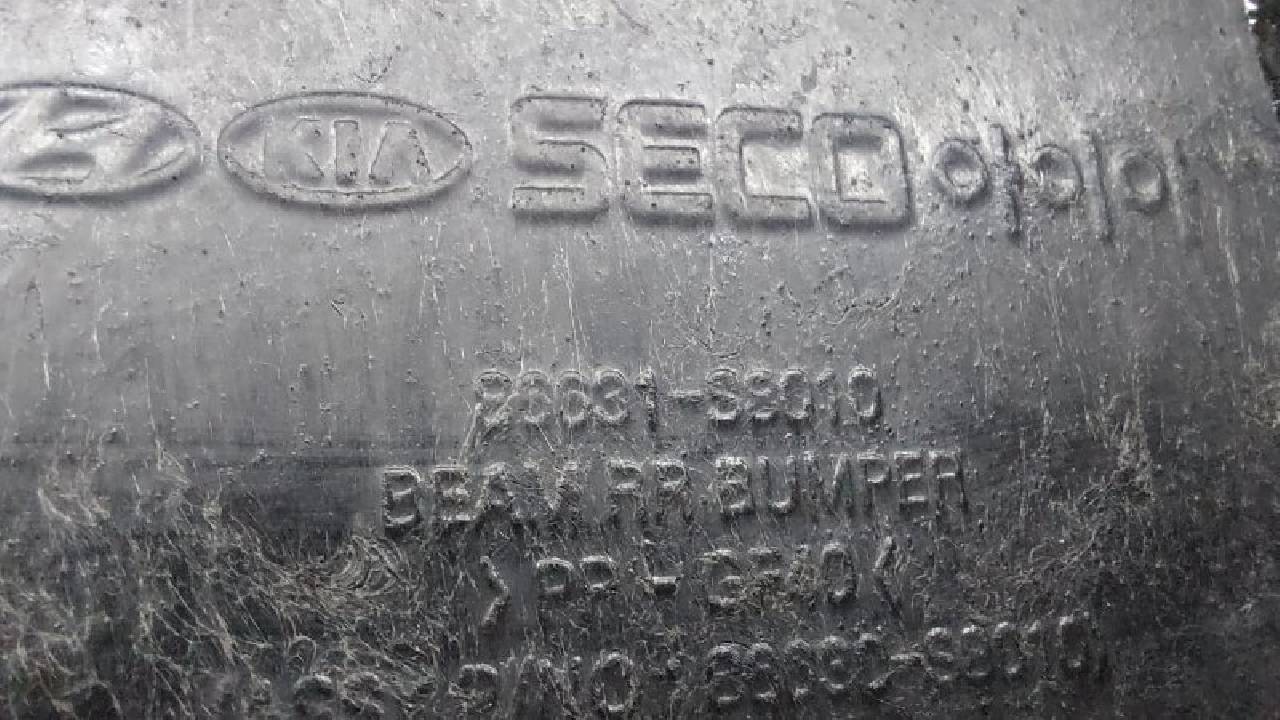 KIA SECO
86631-S8010
BEAM RR BUMPER
>PP+GF40<